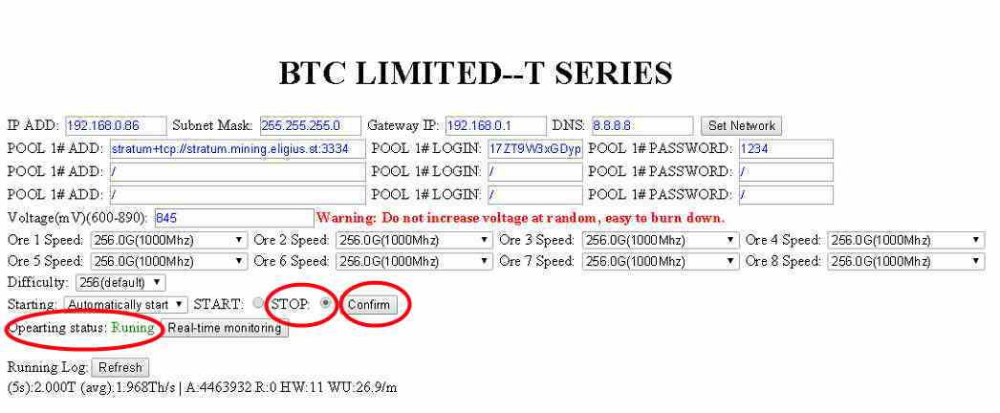 BTC LIMITED--T SERIES
IP ADD: 192.168.0.86 Subnet Mask: 255.255.255.0 Gateway IP: 192.168.0.1 DNS: 8.8.8.8 Set Network
POOL 1# ADD: stratum+tcp://stratum.mining.eligius.st:3334 POOL 1# LOGIN: 17ZT9W3xGDyp POOL 1# PASSWORD: 1234
POOL 1# ADD: / POOL 1# LOGIN: / POOL 1# PASSWORD: /
POOL 1# ADD: / POOL 1# LOGIN: / POOL 1# PASSWORD: /
Voltage(mV)(600-890): 845 Warning: Do not increase voltage at random, easy to burn down.
Ore 1 Speed: 256.0G(1000Mhz) Ore 2 Speed: 256.0G(1000Mhz) Ore 3 Speed: 256.0G(1000Mhz) Ore 4 Speed: 256.0G(1000Mhz)
Ore 5 Speed: 256.0G(1000Mhz) Ore 6 Speed: 256.0G(1000Mhz) Ore 7 Speed: 256.0G(1000Mhz) Ore 8 Speed: 256.0G(1000Mhz)
Difficulty: 256(default)
Starting: Automatically start START: STOP: Confirm
Opearting status: Runing Real-time monitoring
Running Log: Refresh
(5s):2.000T (avg):1.968Th/s | A:4463932 R:0 HW:11 WU:26.9/m